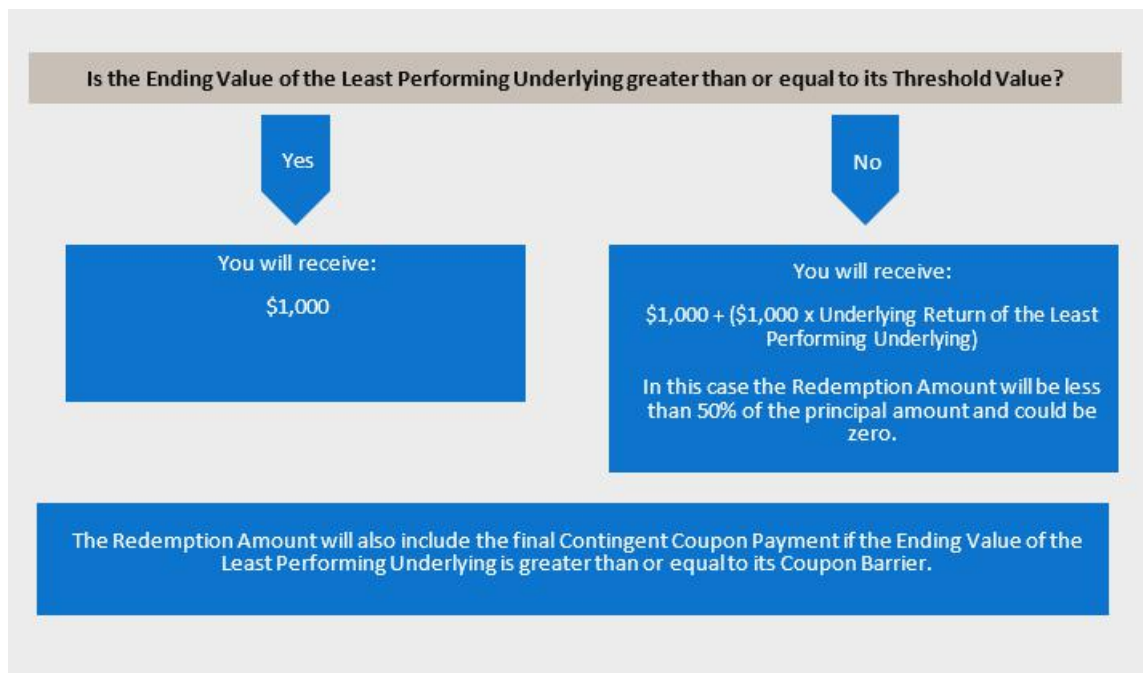 Is the Ending Value of the Least Performing Underlying greater than or equal to its Threshold Value?
Yes
No
You will receive:
$1,000
You will receive:
$1,000 + ($1,000 x Underlying Return of the Least
Performing Underlying)
In this case the Redemption Amount will be less
than 50% of the principal amount and could be
zero.
The Redemption Amount will also include the final Contingent Coupon Payment if the Ending Value of the
Least Performing Underlying is greater than or equal to its Coupon Barrier.